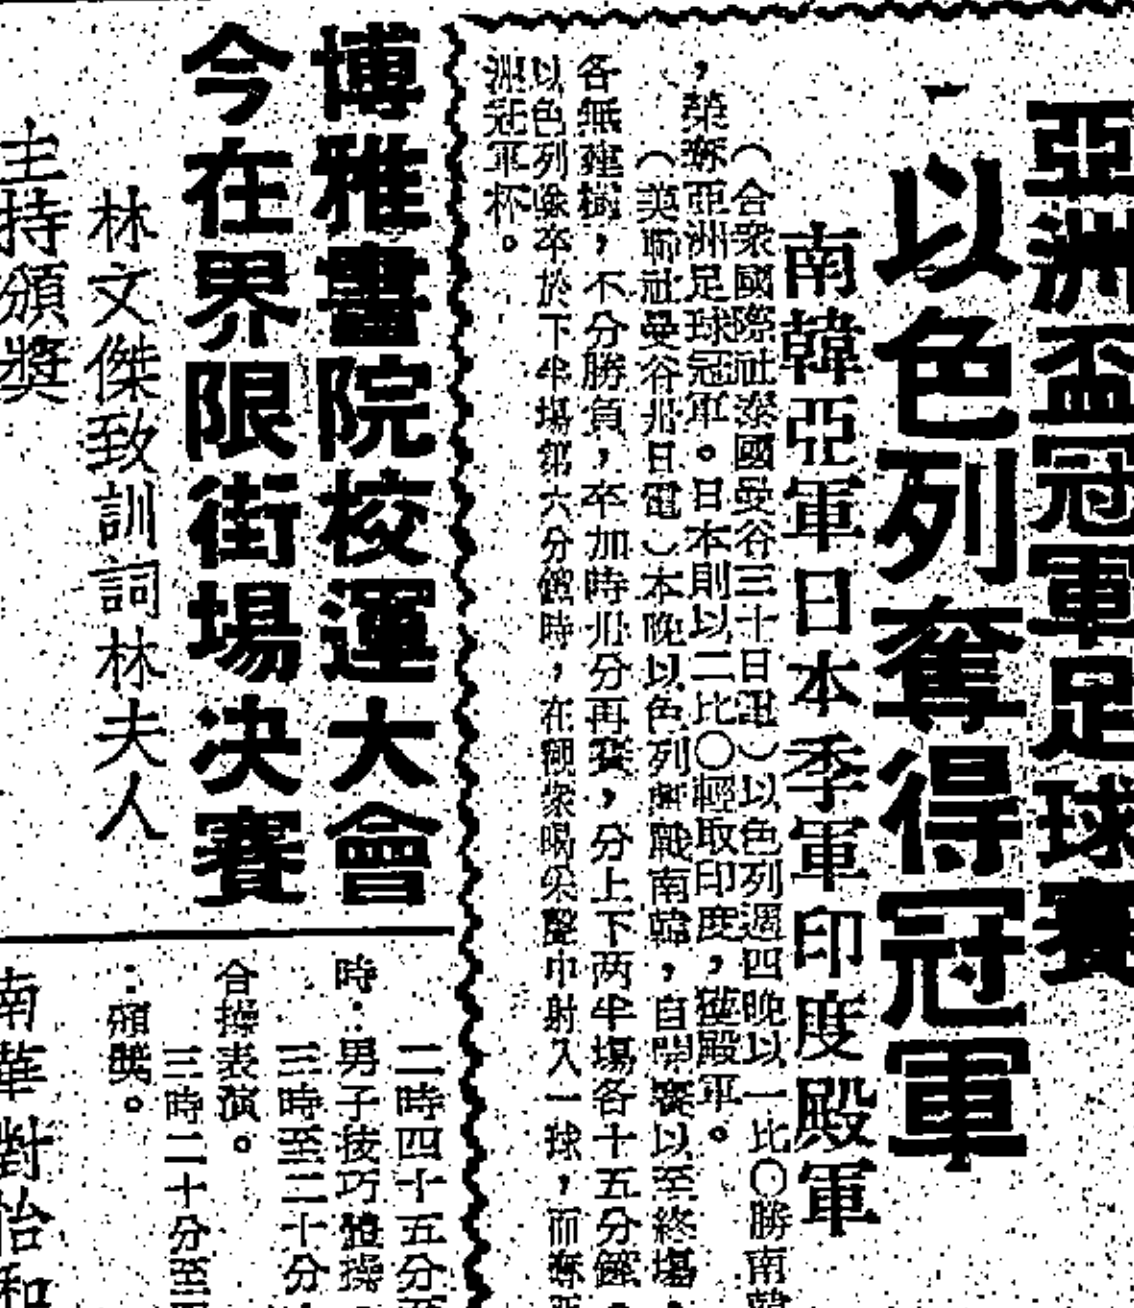 亞洲盃冠軍足球賽
以色列奪得冠軍
南韓亞軍日本季軍印度殿軍
(合衆國際社泰國曼谷三十日電)以色列週四晚以一比〇勝南韓
,榮奪亞洲足球冠軍。日本則以二比〇輕取印度,獲殿軍。
(美聯社曼谷卅日電)本晚以色列鏖戰南韓,自開賽以至終場,
各無建樹,不分勝負,卒加時卅分再賽,分上下两半場各十五分鐘,
以色列隊卒於下半場第六分鐘時,在觀衆喝采聲中射入一球,而奪亞
洲冠軍杯。
博雅書院校運大會
今在界限街場决賽
林文傑致訓詞林夫人
主持頒獎
二時四十五分至
時:男子技巧體操。
三時至二十分
合操表演。
三時二十分至四
:頒獎。
南華對怡和